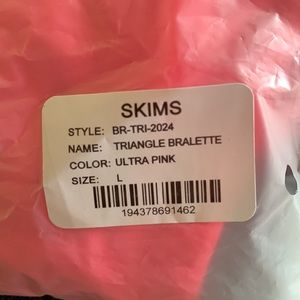 SKIMS
STYLE: BR-TRI-2024
NAME: TRIANGLE BRALETTE
COLOR: ULTRA PINK
SIZE: L
194378691462